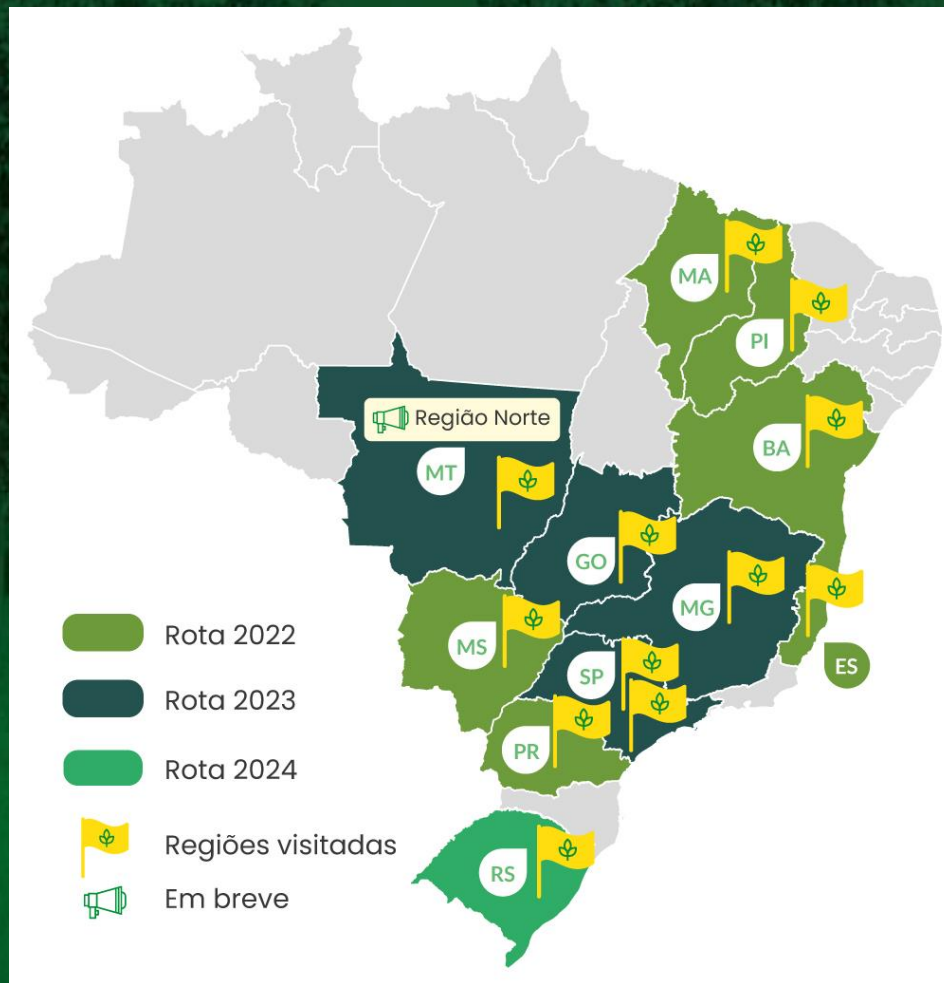 MA
PI
Região Norte
BA
MT
GO
MG
MS
SP
ES
PR
RS
Rota 2022
Rota 2023
Rota 2024
Regiões visitadas
Em breve